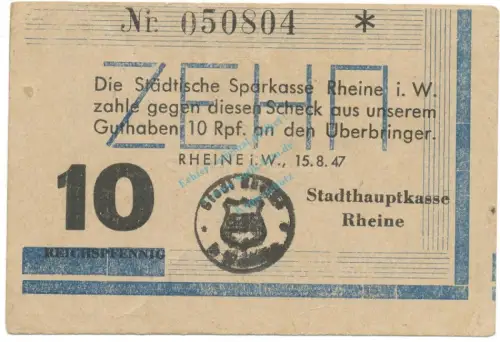 Nr. 050804 *
ZEHN
Die Städtische Sparkasse Rheine i. W.
zahle gegen diesen Scheck aus unserem
Guthaben 10 Rpf. an den Überbringer.
RHEINE i.W., 15.8.47
10
REICHSPFENNIG
Stadt
Stadthauptkasse
Rheine